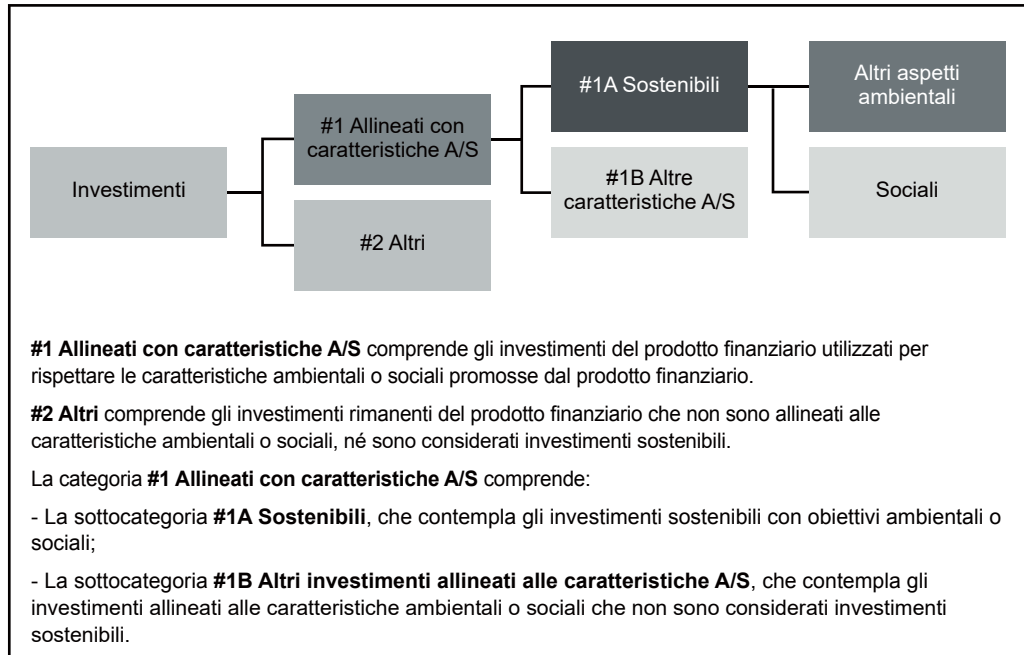 Investimenti
#1 Allineati con
caratteristiche A/S
#2 Altri
#1A Sostenibili
#1B Altre
caratteristiche A/S
Altri aspetti
ambientali
Sociali
#1 Allineati con caratteristiche A/S comprende gli investimenti del prodotto finanziario utilizzati per
rispettare le caratteristiche ambientali o sociali promosse dal prodotto finanziario.
#2 Altri comprende gli investimenti rimanenti del prodotto finanziario che non sono allineati alle
caratteristiche ambientali o sociali, né sono considerati investimenti sostenibili.
La categoria #1 Allineati con caratteristiche A/S comprende:
- La sottocategoria #1A Sostenibili, che contempla gli investimenti sostenibili con obiettivi ambientali o
sociali;
- La sottocategoria #1B Altri investimenti allineati alle caratteristiche A/S, che contempla gli
investimenti allineati alle caratteristiche ambientali o sociali che non sono considerati investimenti
sostenibili.